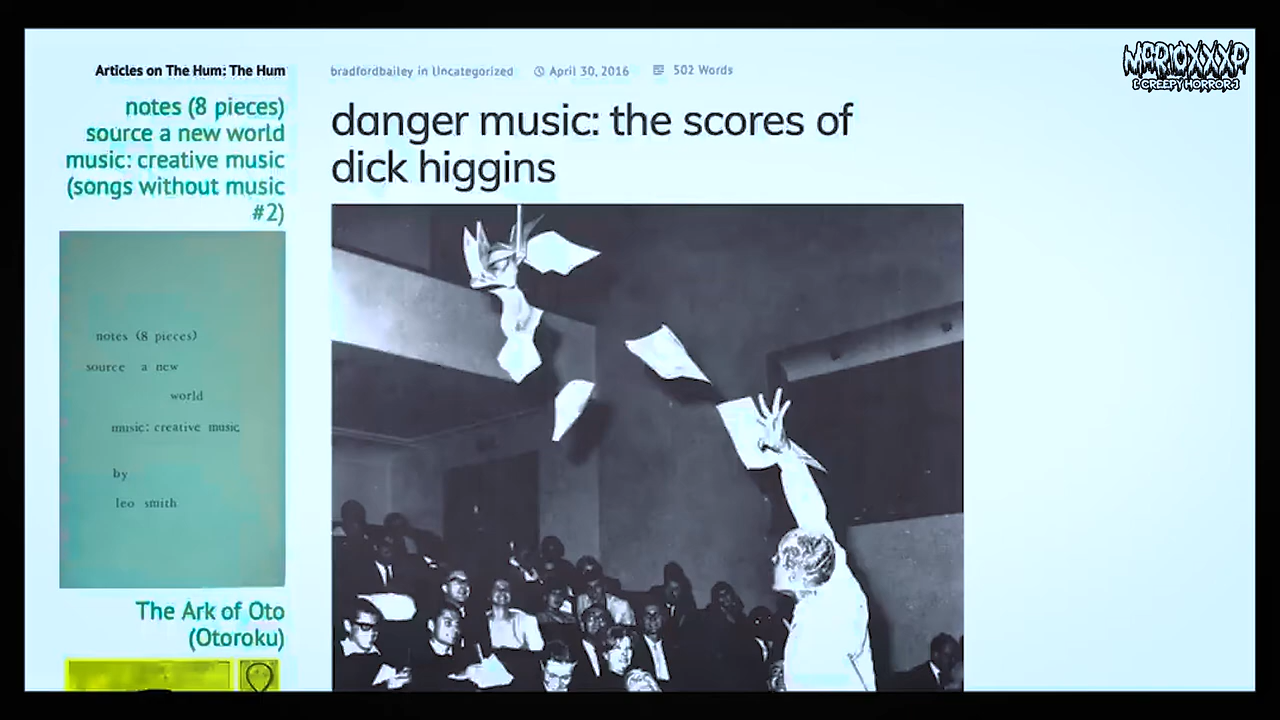 Articles on The Hum: The Hum
notes (8 pieces)
source a new world
music: creative music
(songs without music
#2)
notes (8 pieces)
source a new
world
music: creative music
by
leo smith
The Ark of Oto
(Otoroku)
bradfordbailey in Uncategorized April 30, 2016 502 Words
danger music: the scores of
dick higgins
MARIOXXXP
[ CREEPY HORROR ]